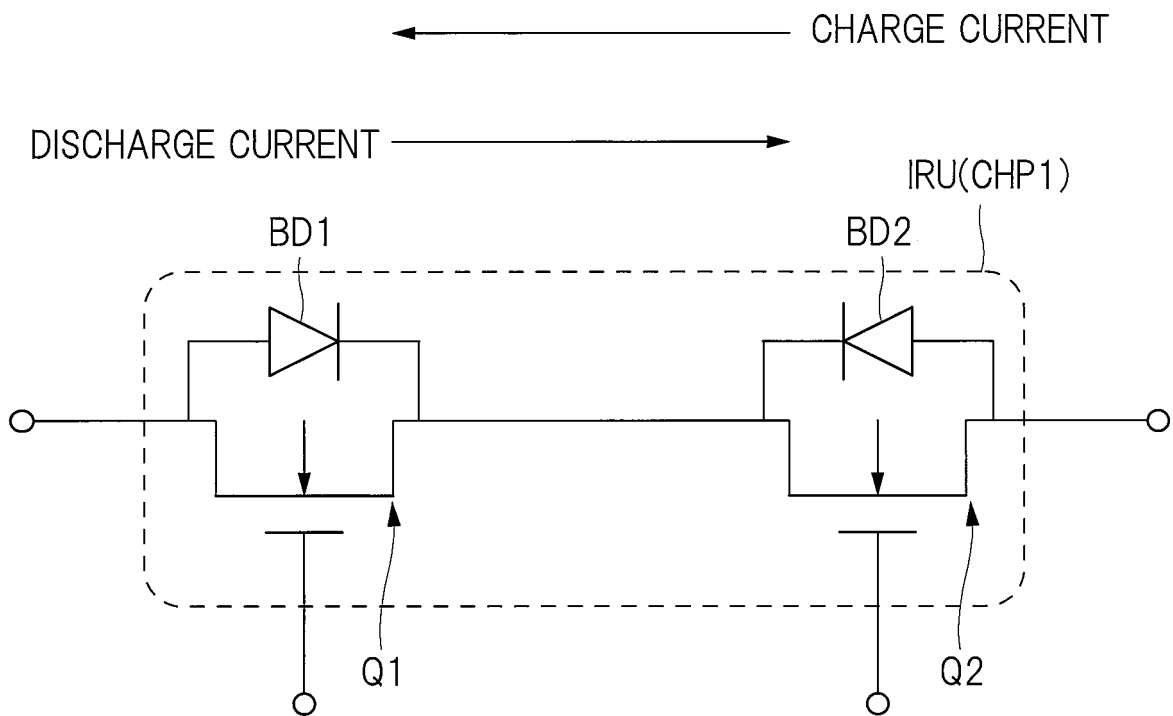 CHARGE CURRENT
DISCHARGE CURRENT
IRU(CHP1)
BD1
BD2
Q1
Q2